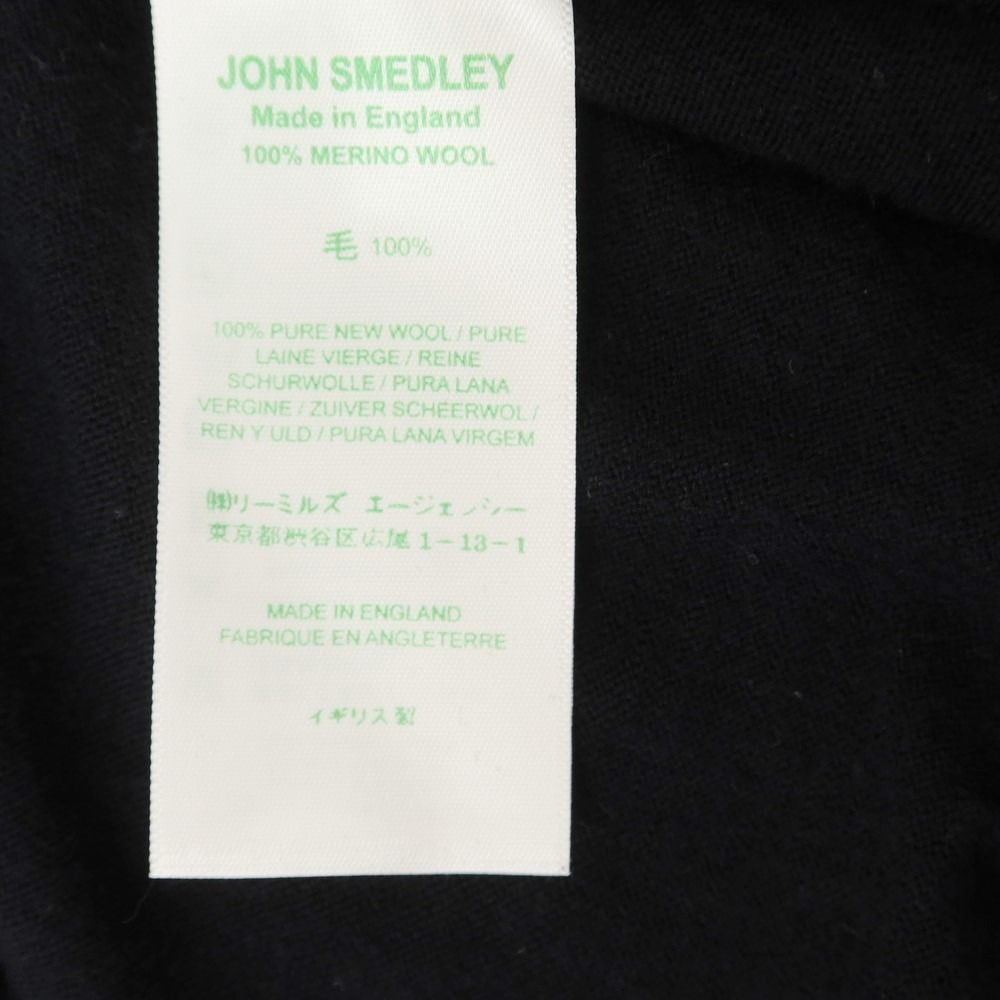 JOHN SMEDLEY
Made in England
100% MERINO WOOL
毛 100%
100% PURE NEW WOOL / PURE
LAINE VIERGE / REINE
SCHURWOLLE / PURA LANA
VERGINE / ZUIVER SCHEERWOL /
REN Y ULD / PURA LANA VIRGEM
㈱リーミルズ エージェンシー
東京都渋谷区広尾 1-13-1
MADE IN ENGLAND
FABRIQUE EN ANGLETERRE
イギリス製